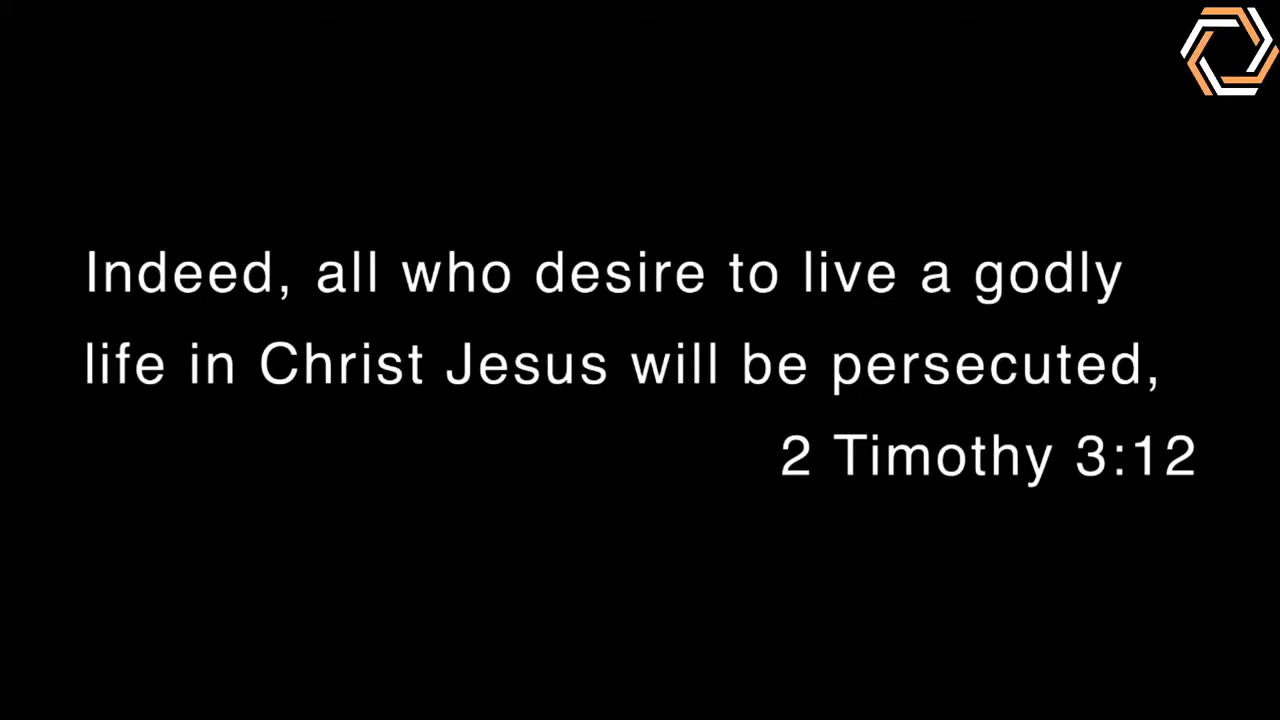 Indeed, all who desire to live a godly
life in Christ Jesus will be persecuted,
2 Timothy 3:12